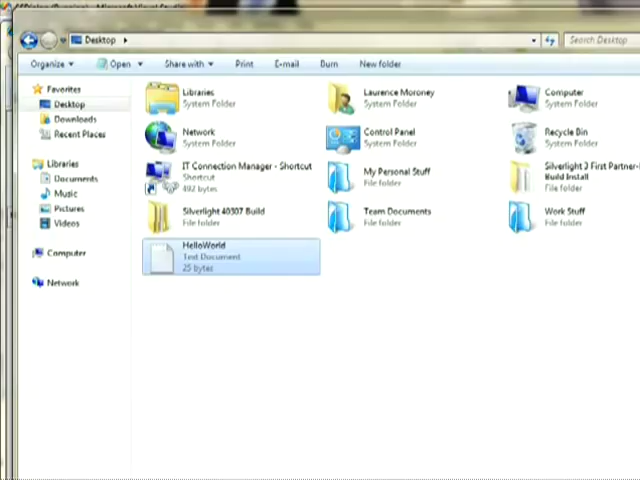 Desktop
Search Desktop
Organize Open Share with Print E-mail Burn New folder
Favorites
Desktop
Downloads
Recent Places
Libraries
Documents
Music
Pictures
Videos
Computer
Network
Libraries
System Folder
Laurence Moroney
System Folder
Computer
System Folder
Network
System Folder
Control Panel
System Folder
Recycle Bin
System Folder
IT Connection Manager - Shortcut
Shortcut
492 bytes
My Personal Stuff
File folder
Silverlight 3 First Partner-
Build Install
File folder
Silverlight 40307 Build
File folder
Team Documents
File folder
Work Stuff
File folder
HelloWorld
Text Document
25 bytes